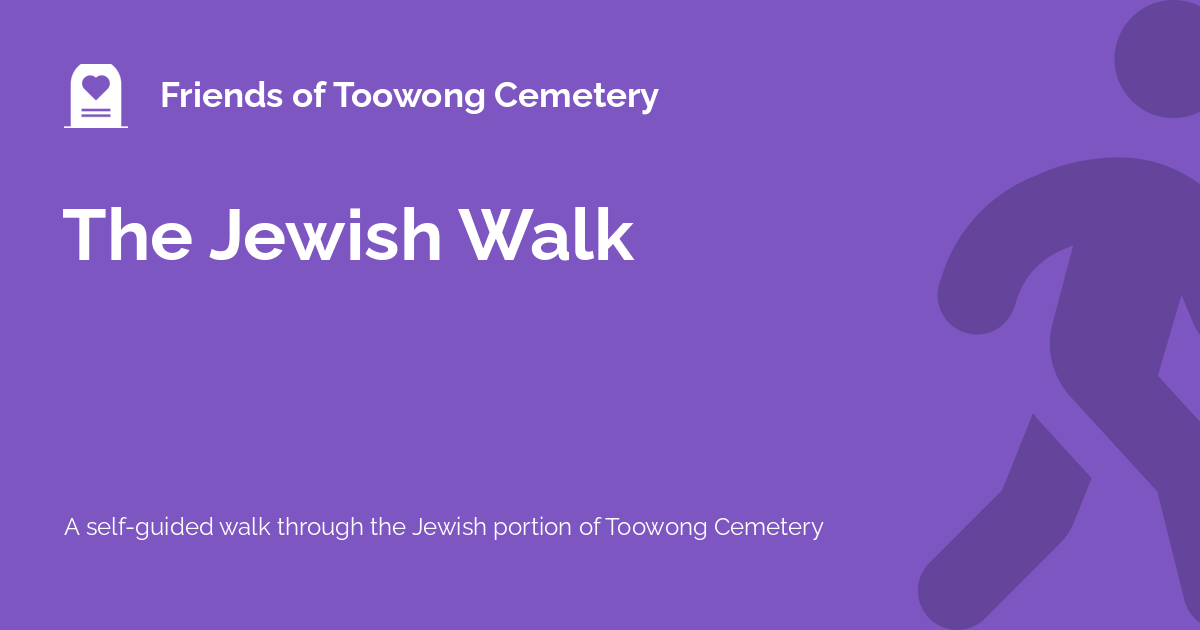 Friends of Toowong Cemetery
The Jewish Walk
A self-guided walk through the Jewish portion of Toowong Cemetery